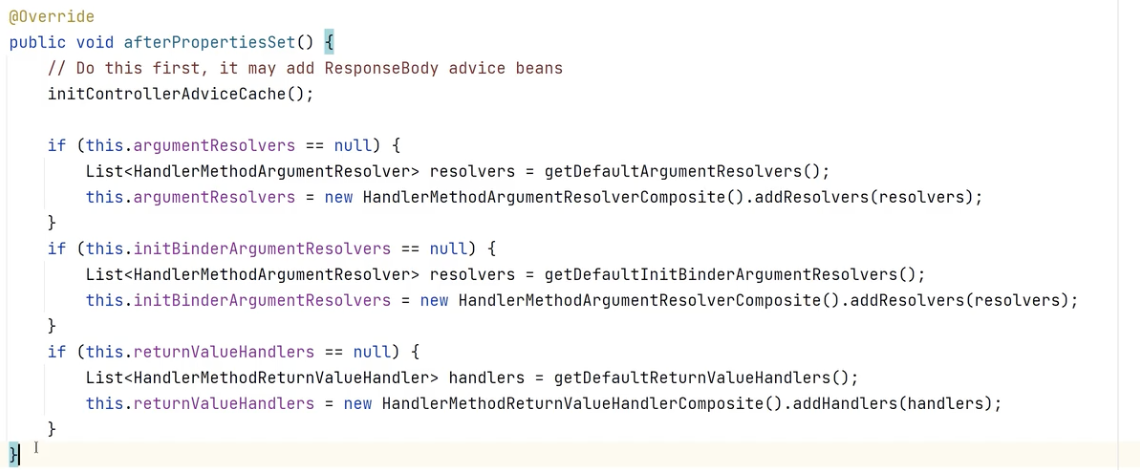 @Override
public void afterPropertiesSet() {
    // Do this first, it may add ResponseBody advice beans
    initControllerAdviceCache();

    if (this.argumentResolvers == null) {
        List<HandlerMethodArgumentResolver> resolvers = getDefaultArgumentResolvers();
        this.argumentResolvers = new HandlerMethodArgumentResolverComposite().addResolvers(resolvers);
    }
    if (this.initBinderArgumentResolvers == null) {
        List<HandlerMethodArgumentResolver> resolvers = getDefaultInitBinderArgumentResolvers();
        this.initBinderArgumentResolvers = new HandlerMethodArgumentResolverComposite().addResolvers(resolvers);
    }
    if (this.returnValueHandlers == null) {
        List<HandlerMethodReturnValueHandler> handlers = getDefaultReturnValueHandlers();
        this.returnValueHandlers = new HandlerMethodReturnValueHandlerComposite().addHandlers(handlers);
    }
}